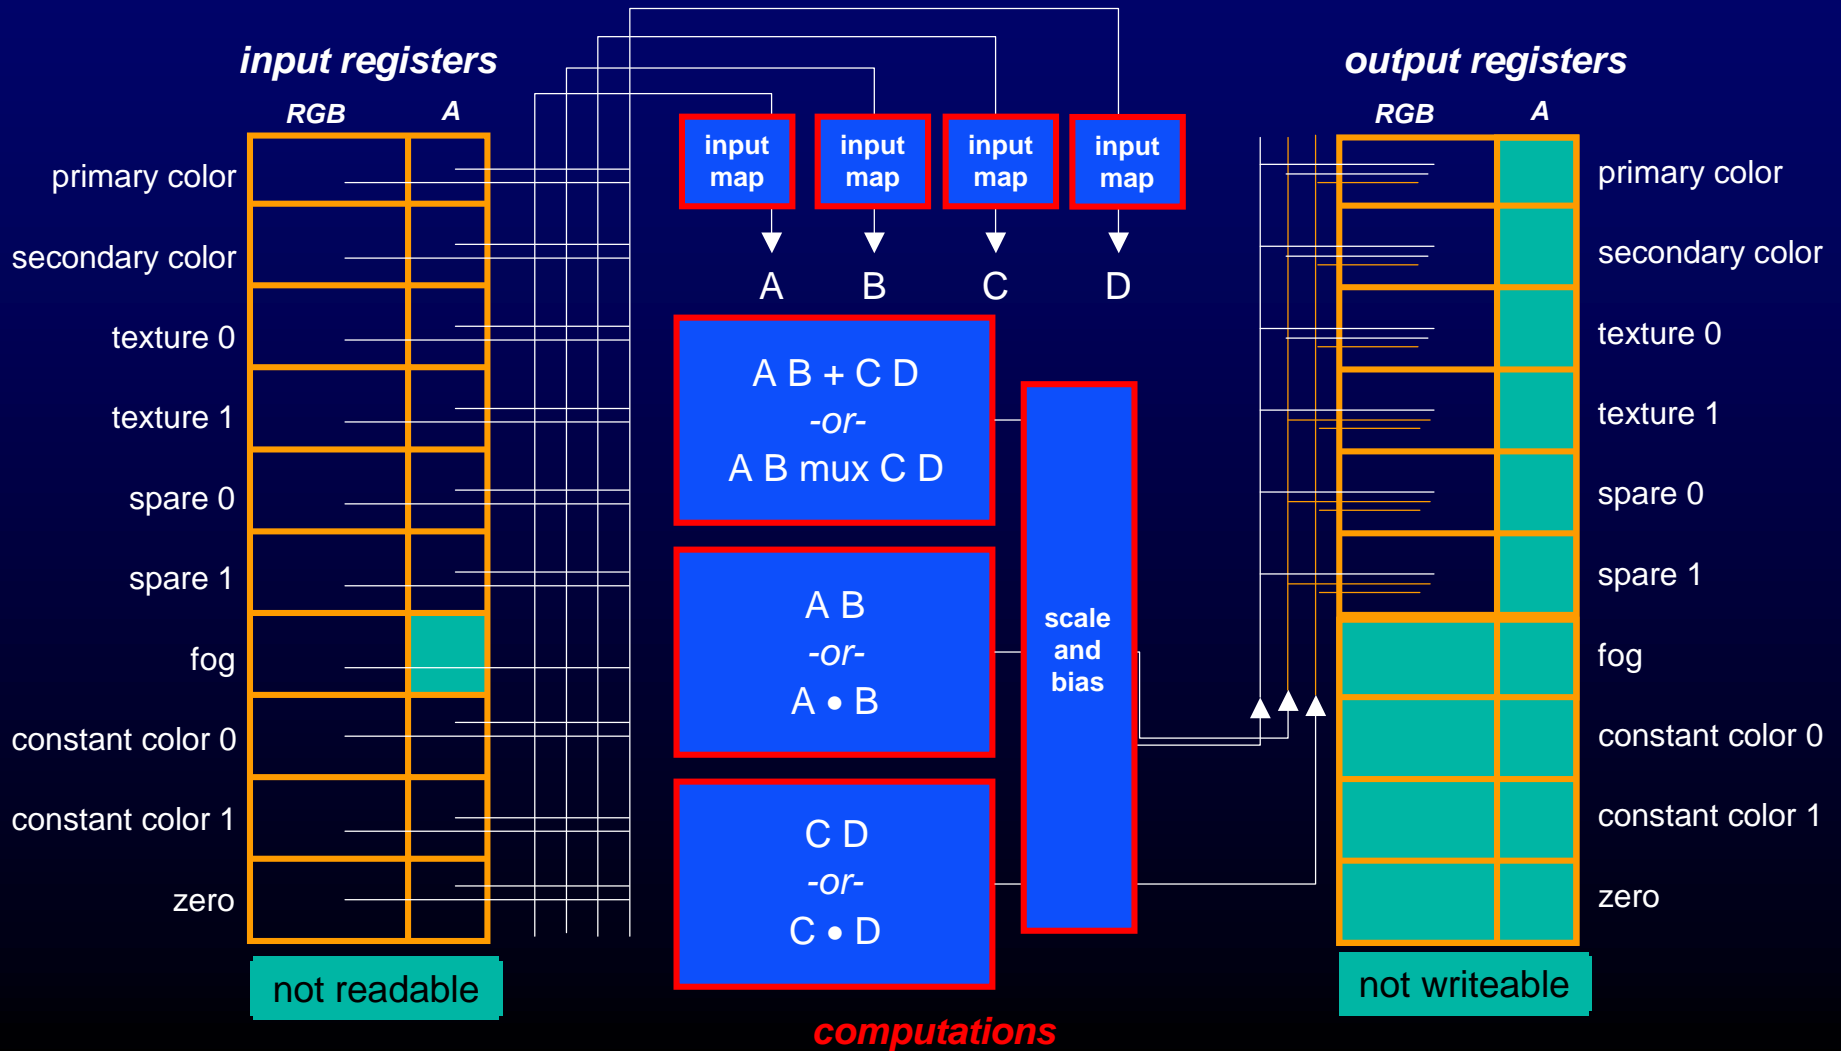 input registers
RGB
A
primary color
secondary color
texture 0
texture 1
spare 0
spare 1
fog
constant color 0
constant color 1
zero
not readable
input
map
input
map
input
map
input
map
A
B
C
D
A B + C D
-or-
A B mux C D
A B
-or-
A • B
C D
-or-
C • D
scale
and
bias
computations
output registers
RGB
A
primary color
secondary color
texture 0
texture 1
spare 0
spare 1
fog
constant color 0
constant color 1
zero
not writeable